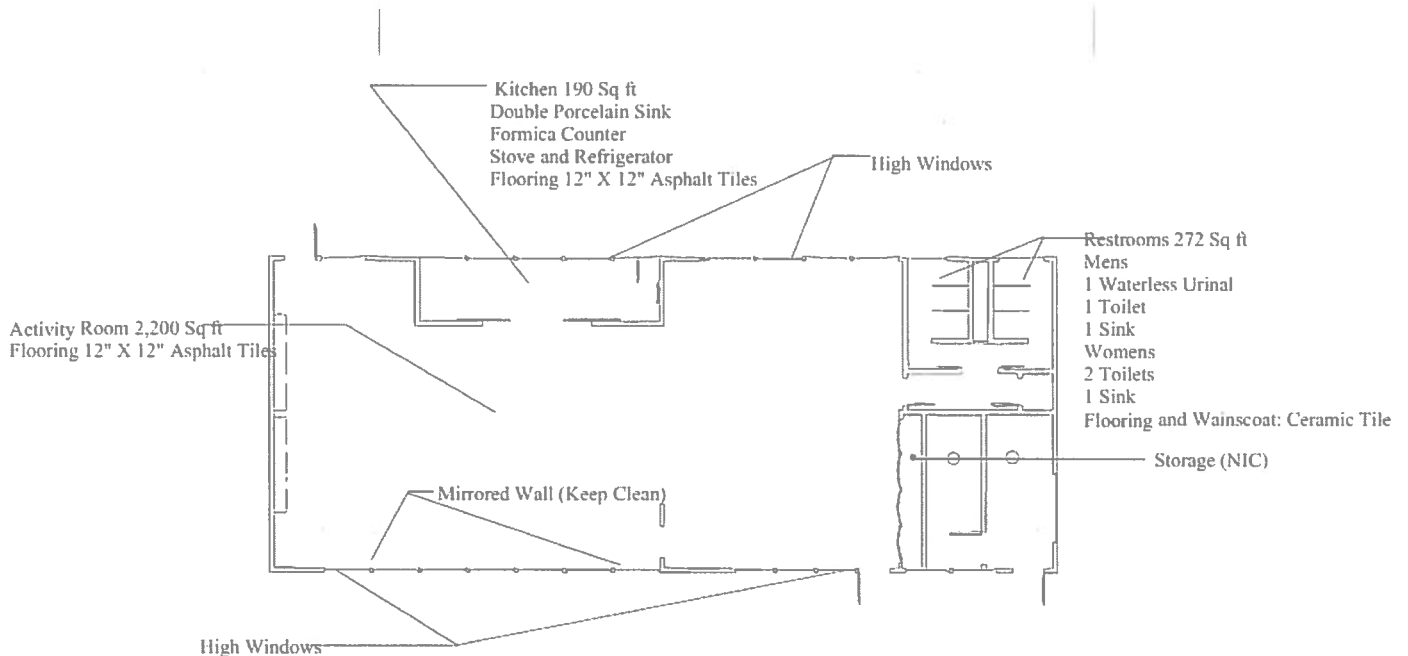 Kitchen 190 Sq ft
Double Porcelain Sink
Formica Counter
Stove and Refrigerator
Flooring 12" X 12" Asphalt Tiles
High Windows
Restrooms 272 Sq ft
Mens
1 Waterless Urinal
1 Toilet
1 Sink
Womens
2 Toilets
1 Sink
Flooring and Wainscoat: Ceramic Tile
Activity Room 2,200 Sq ft
Flooring 12" X 12" Asphalt Tiles
Storage (NIC)
Mirrored Wall (Keep Clean)
High Windows